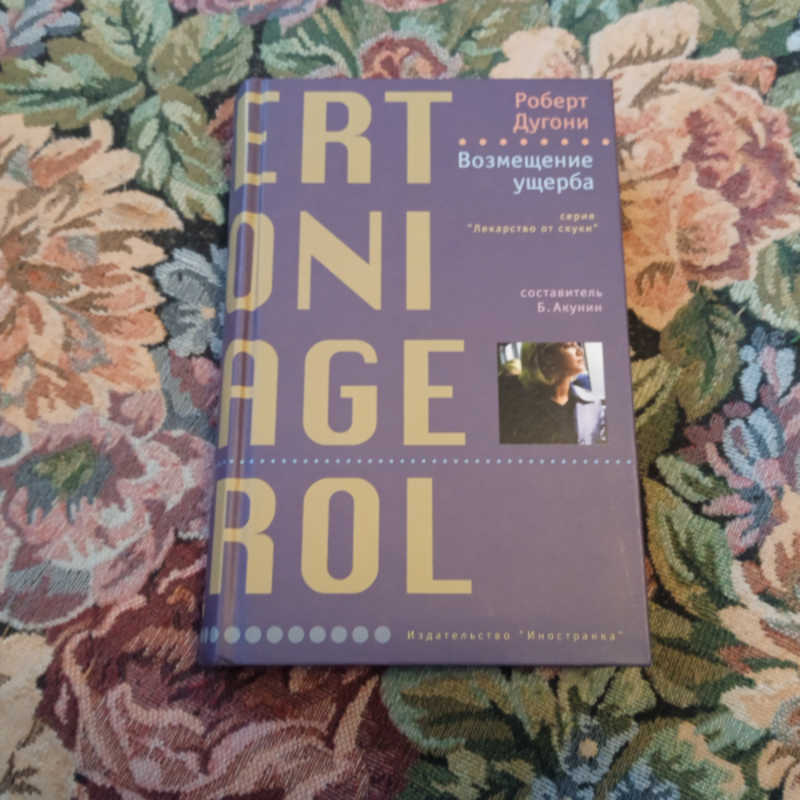 ERT
ONI
AGE
ROL
Роберт
Дугони
Возмещение
ущерба
серия
"Лекарство от скуки"
составитель
Б. Акунин
Издательство "Иностранка"